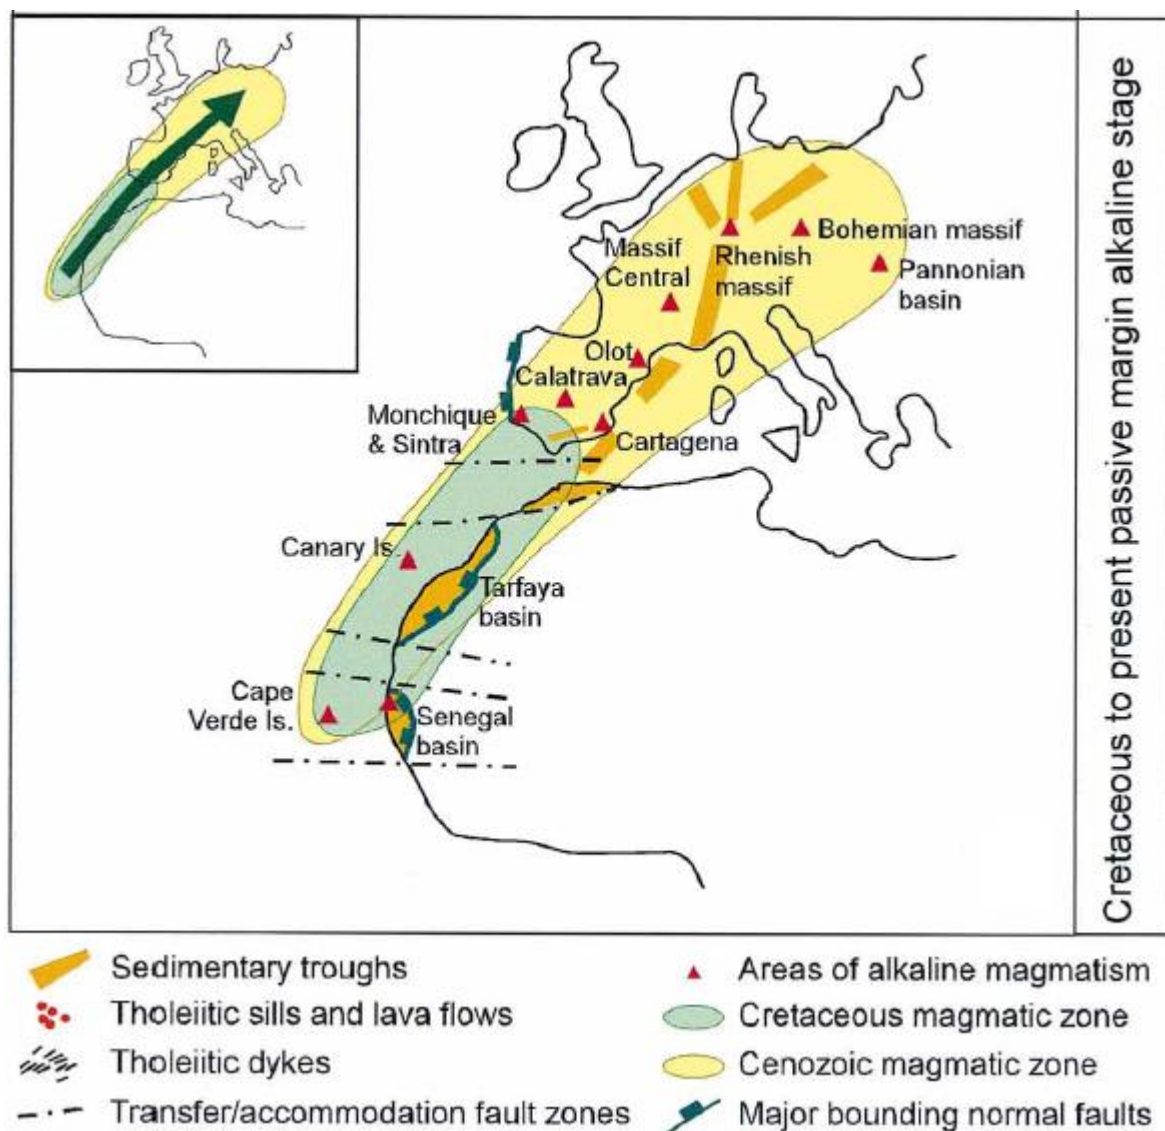 Cretaceous to present passive margin alkaline stage
Massif
Central
Rhenish
massif
Bohemian massif
Pannonian
basin
Olot
Calatrava
Monchique
& Sintra
Cartagena
Canary Is.
Tarfaya
basin
Cape
Verde Is.
Senegal
basin
Sedimentary troughs
Areas of alkaline magmatism
Tholeiitic sills and lava flows
Cretaceous magmatic zone
Tholeiitic dykes
Cenozoic magmatic zone
Transfer/accommodation fault zones
Major bounding normal faults